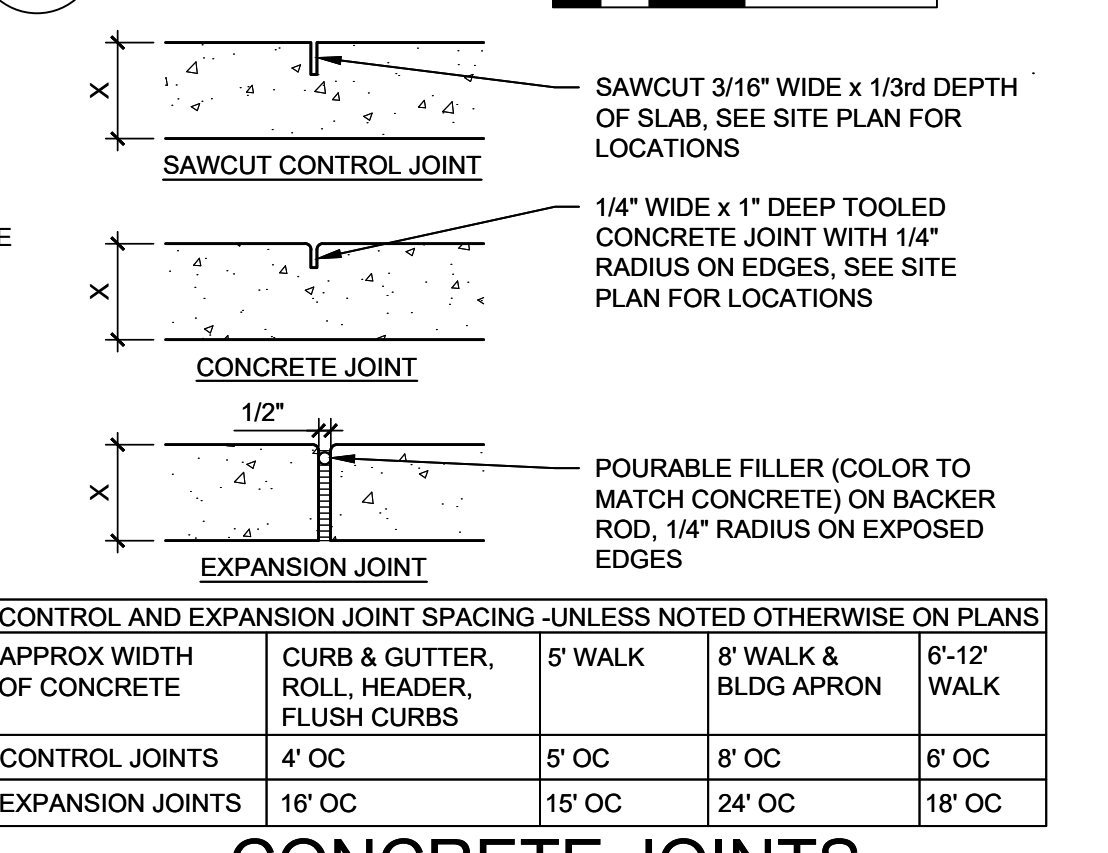 X
SAWCUT 3/16" WIDE x 1/3rd DEPTH
OF SLAB, SEE SITE PLAN FOR
LOCATIONS
SAWCUT CONTROL JOINT
E
X
1/4" WIDE x 1" DEEP TOOLED
CONCRETE JOINT WITH 1/4"
RADIUS ON EDGES, SEE SITE
PLAN FOR LOCATIONS
CONCRETE JOINT
1/2"
X
POURABLE FILLER (COLOR TO
MATCH CONCRETE) ON BACKER
ROD, 1/4" RADIUS ON EXPOSED
EDGES
EXPANSION JOINT
CONTROL AND EXPANSION JOINT SPACING -UNLESS NOTED OTHERWISE ON PLANS
APPROX WIDTH
OF CONCRETE
CURB & GUTTER,
ROLL, HEADER,
FLUSH CURBS
5' WALK
8' WALK &
BLDG APRON
6'-12'
WALK
CONTROL JOINTS
4' OC
5' OC
8' OC
6' OC
EXPANSION JOINTS
16' OC
15' OC
24' OC
18' OC
CONCRETE JOINTS